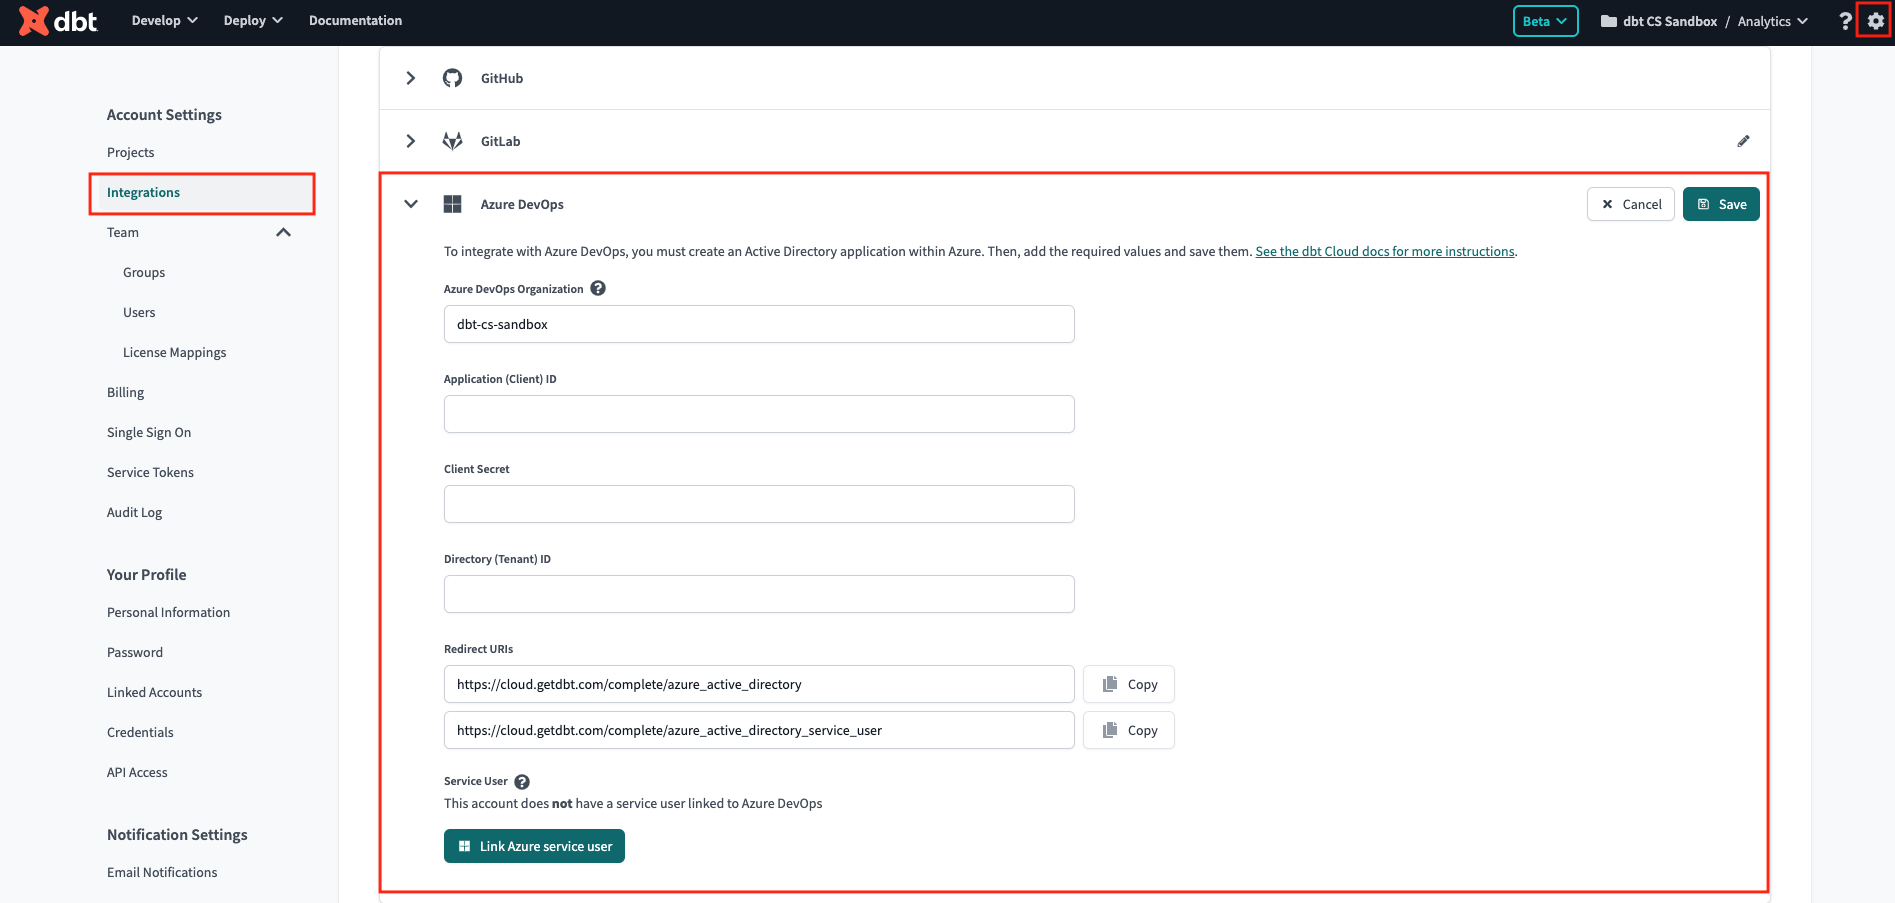 dbt Develop Deploy Documentation Beta dbt CS Sandbox / Analytics ?
Account Settings
Projects
Integrations
Team
Groups
Users
License Mappings
Billing
Single Sign On
Service Tokens
Audit Log
Your Profile
Personal Information
Password
Linked Accounts
Credentials
API Access
Notification Settings
Email Notifications
GitHub
GitLab
Azure DevOps Cancel Save
To integrate with Azure DevOps, you must create an Active Directory application within Azure. Then, add the required values and save them. See the dbt Cloud docs for more instructions.
Azure DevOps Organization ?
dbt-cs-sandbox
Application (Client) ID
Client Secret
Directory (Tenant) ID
Redirect URIs
https://cloud.getdbt.com/complete/azure_active_directory Copy
https://cloud.getdbt.com/complete/azure_active_directory_service_user Copy
Service User ?
This account does not have a service user linked to Azure DevOps
Link Azure service user